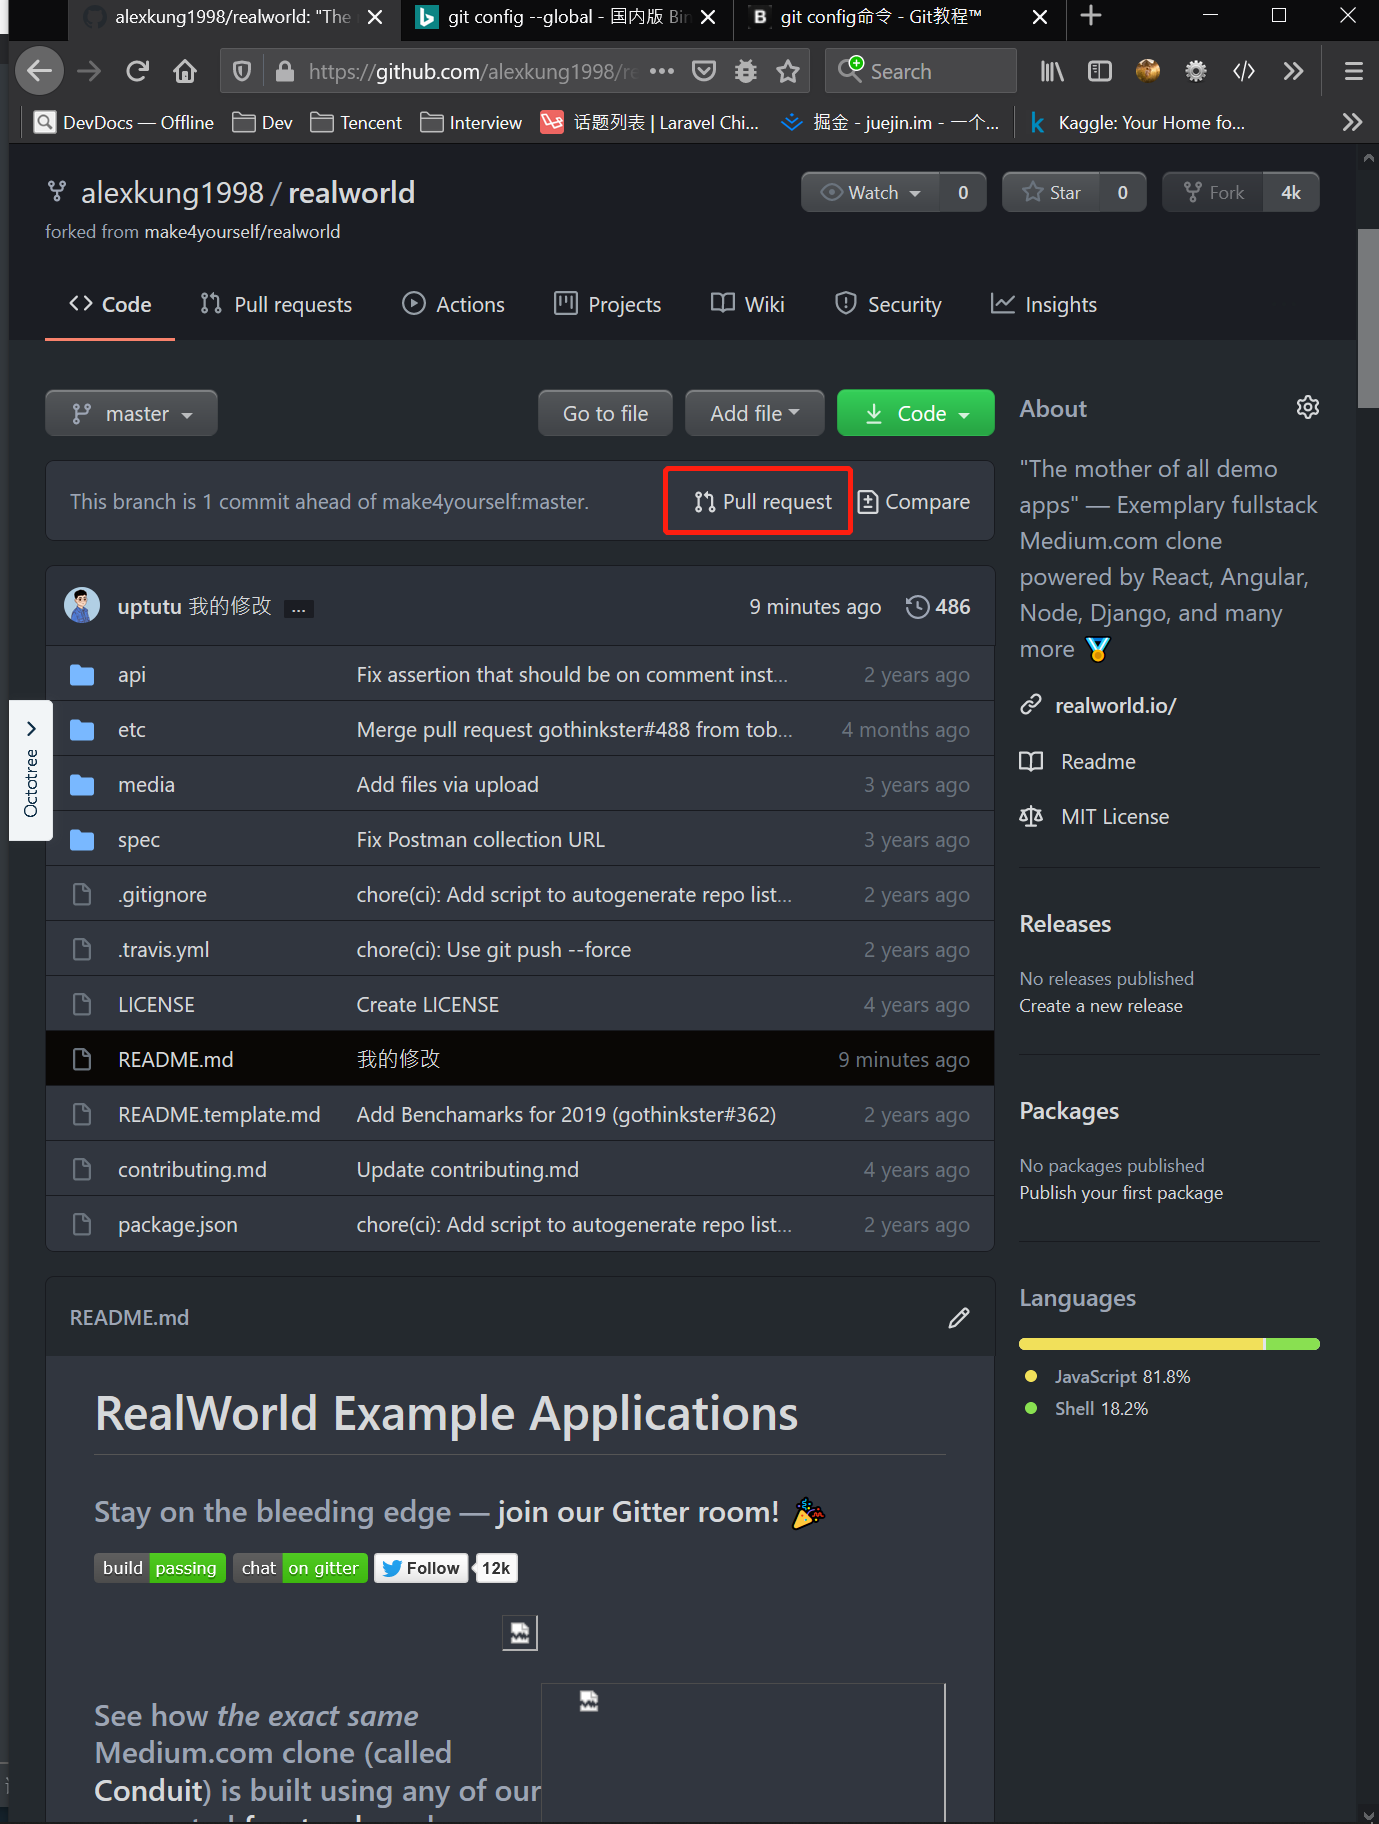 alexkung1998/realworld: "The
git config --global - 国内版 Bin
B
git config命令 - Git教程™
https://github.com/alexkung1998/re
Search
DevDocs — Offline
Dev
Tencent
Interview
话题列表 | Laravel Chi...
掘金 - juejin.im - 一个...
k
Kaggle: Your Home fo...
alexkung1998 / realworld
Watch 0
Star 0
Fork 4k
forked from make4yourself/realworld
Code
Pull requests
Actions
Projects
Wiki
Security
Insights
master
Go to file
Add file
Code
This branch is 1 commit ahead of make4yourself:master.
Pull request
Compare
uptutu 我的修改 ...
9 minutes ago
486
api Fix assertion that should be on comment inst... 2 years ago
etc Merge pull request gothinkster#488 from tob... 4 months ago
media Add files via upload 3 years ago
spec Fix Postman collection URL 3 years ago
.gitignore chore(ci): Add script to autogenerate repo list... 2 years ago
.travis.yml chore(ci): Use git push --force 2 years ago
LICENSE Create LICENSE 4 years ago
README.md 我的修改 9 minutes ago
README.template.md Add Benchamarks for 2019 (gothinkster#362) 2 years ago
contributing.md Update contributing.md 4 years ago
package.json chore(ci): Add script to autogenerate repo list... 2 years ago
Octotree
README.md
RealWorld Example Applications
Stay on the bleeding edge — join our Gitter room! 🎉
build passing
chat on gitter
Follow
12k
See how the exact same
Medium.com clone (called
Conduit) is built using any of our
About
"The mother of all demo
apps" — Exemplary fullstack
Medium.com clone
powered by React, Angular,
Node, Django, and many
more 🏅
realworld.io/
Readme
MIT License
Releases
No releases published
Create a new release
Packages
No packages published
Publish your first package
Languages
JavaScript 81.8%
Shell 18.2%